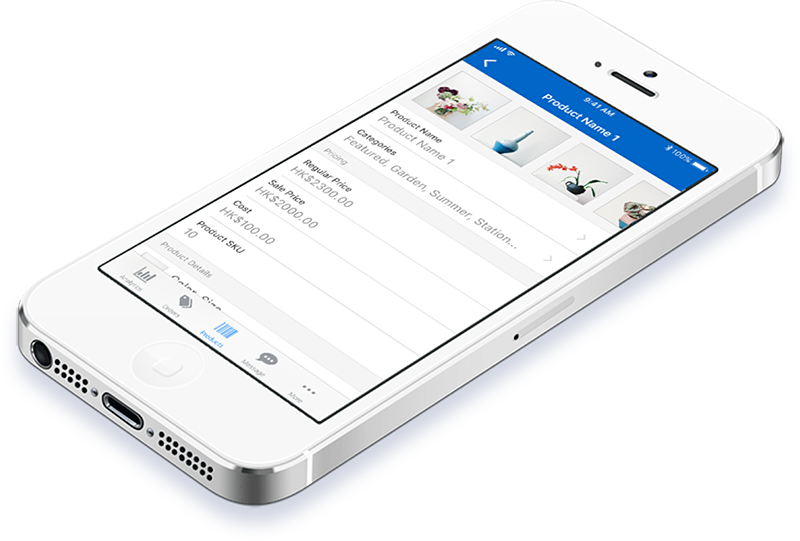 9:41 AM
100%
Product Name 1
Product Name
Product Name 1
Categories
Featured, Garden, Summer, Station...
Pricing
Regular Price
HK$2300.00
Sale Price
HK$2000.00
Cost
HK$100.00
Product SKU
10
Product Details
Color, Size
Analytics
Orders
Products
Message
More